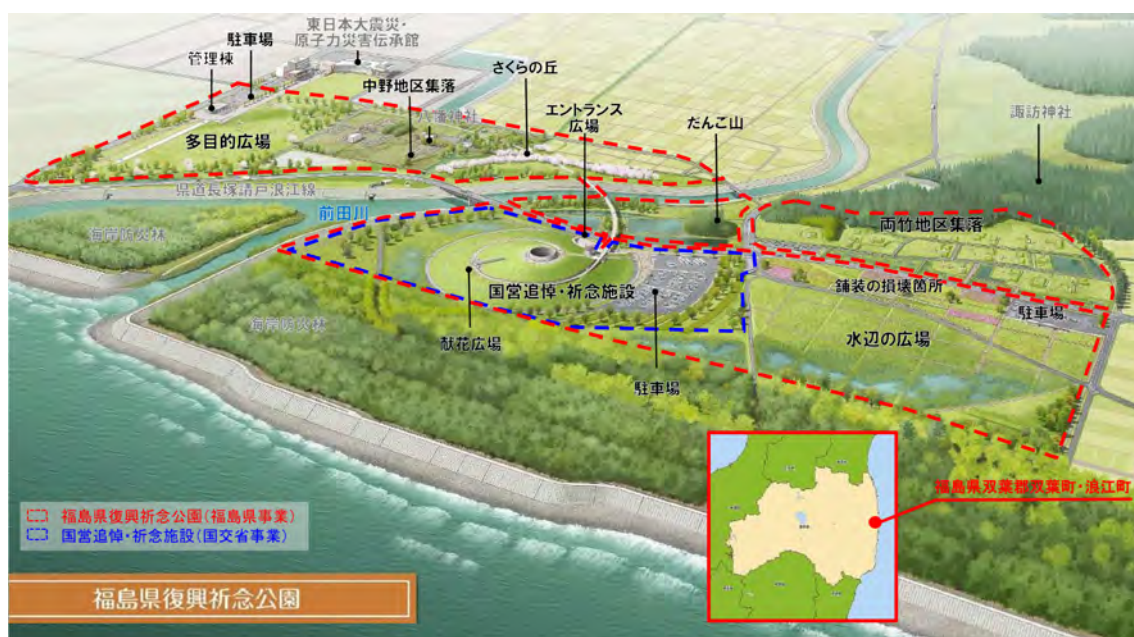 東日本大震災・
原子力災害伝承館
駐車場
管理棟
さくらの丘
中野地区集落
エントランス
広場
八幡神社
だんご山
諏訪神社
多目的広場
県道長塚請戸浪江線
前田川
両竹地区集落
海岸防災林
舗装の損壊箇所
国営追悼・祈念施設
駐車場
海岸防災林
献花広場
水辺の広場
駐車場
福島県双葉郡双葉町・浪江町
福島県復興祈念公園(福島県事業)
国営追悼・祈念施設(国交省事業)
福島県復興祈念公園